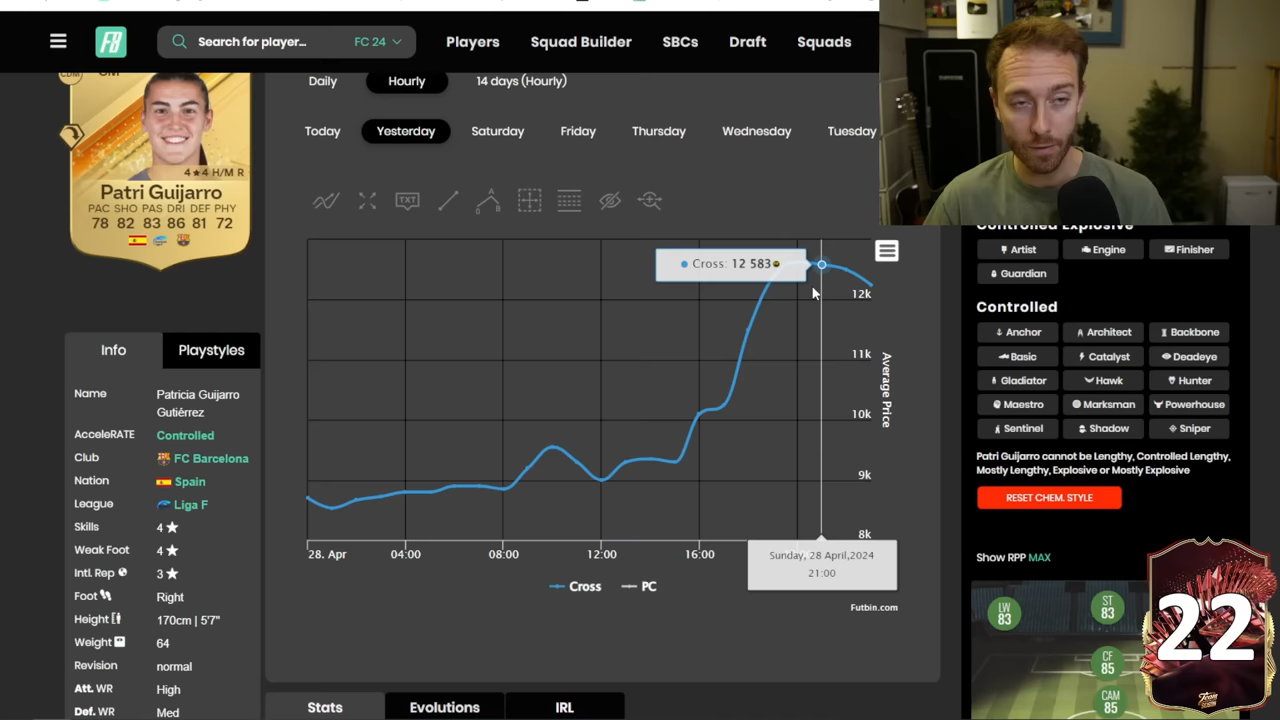 FB
Search for player...
FC 24
Players
Squad Builder
SBCs
Draft
Squads
CDM
4★4 H/M R
Patri Guijarro
PAC SHO PAS DRI DEF PHY
78 82 83 86 81 72
Daily
Hourly
14 days (Hourly)
Today
Yesterday
Saturday
Friday
Thursday
Wednesday
Tuesday
TXT
Cross: 12 583
12k
11k
10k
9k
8k
Average Price
28. Apr
04:00
08:00
12:00
16:00
Sunday, 28 April,2024
21:00
Cross
PC
Futbin.com
Info
Playstyles
Name
Patricia Guijarro
Gutiérrez
AcceleRATE
Controlled
Club
FC Barcelona
Nation
Spain
League
Liga F
Skills
4 ★
Weak Foot
4 ★
Intl. Rep
3 ★
Foot
Right
Height
170cm | 5'7"
Weight
64
Revision
normal
Att. WR
High
Def. WR
Med
Stats
Evolutions
IRL
Controlled Explosive
Artist
Engine
Finisher
Guardian
Controlled
Anchor
Architect
Backbone
Basic
Catalyst
Deadeye
Gladiator
Hawk
Hunter
Maestro
Marksman
Powerhouse
Sentinel
Shadow
Sniper
Patri Guijarro cannot be Lengthy, Controlled Lengthy,
Mostly Lengthy, Explosive or Mostly Explosive
RESET CHEM. STYLE
Show RPP MAX
LW
83
ST
83
CF
85
CAM
85
22